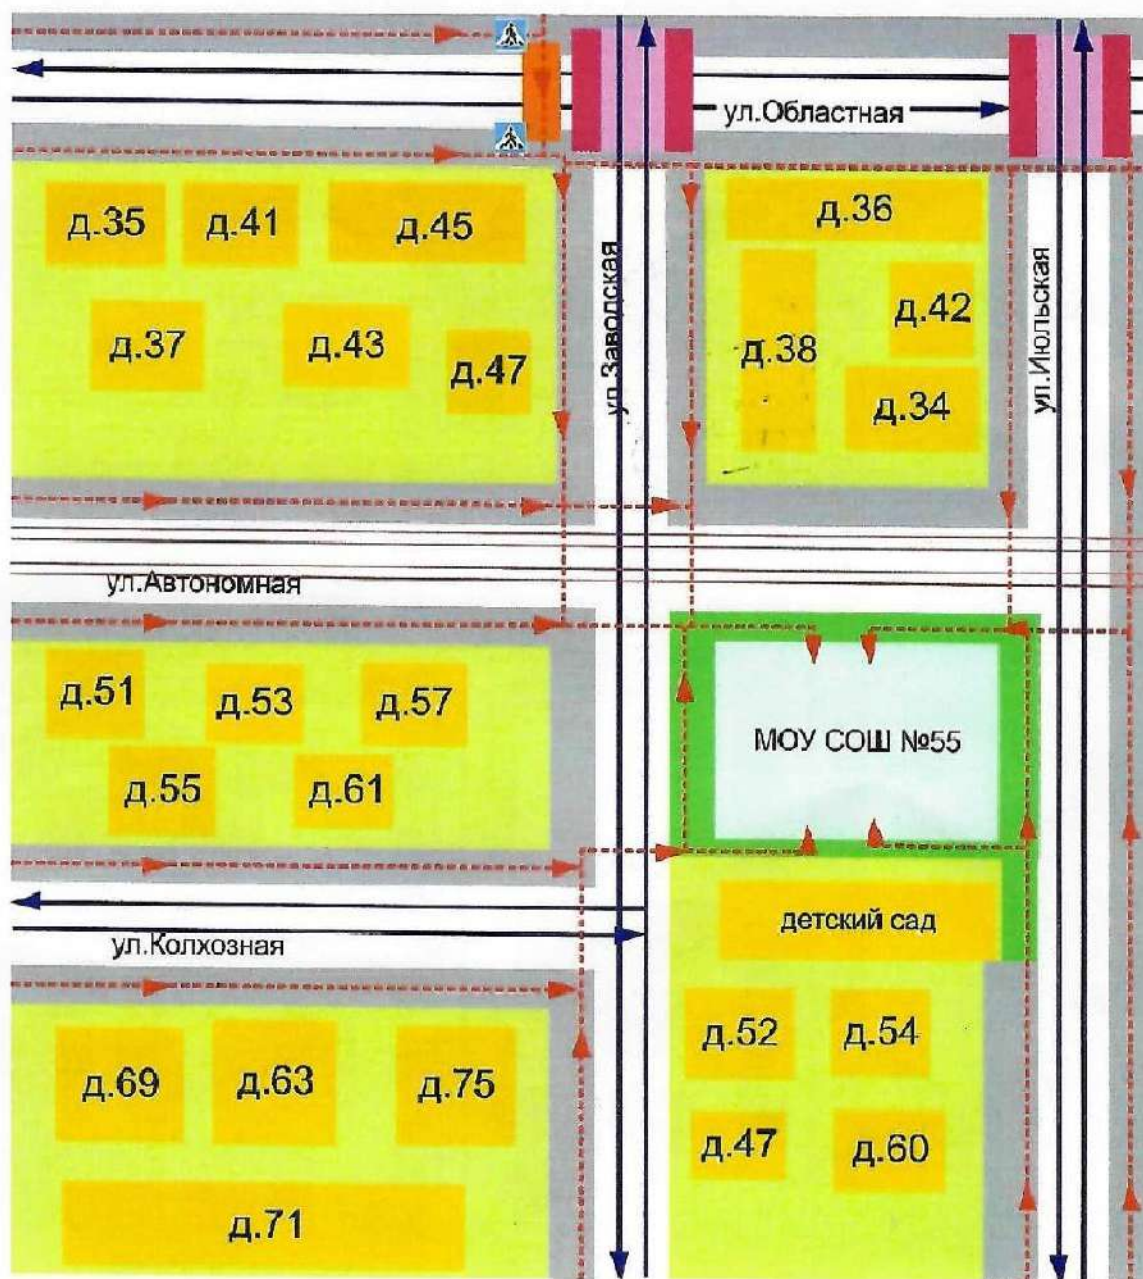 ул.Областная
д.35
д.41
д.45
д.36
д.37
д.43
д.47
ул.Заводская
д.38
д.42
д.34
ул.Июльская
ул.Автономная
д.51
д.53
д.57
д.55
д.61
МОУ СОШ №55
детский сад
ул.Колхозная
д.69
д.63
д.75
д.52
д.54
д.47
д.60
д.71